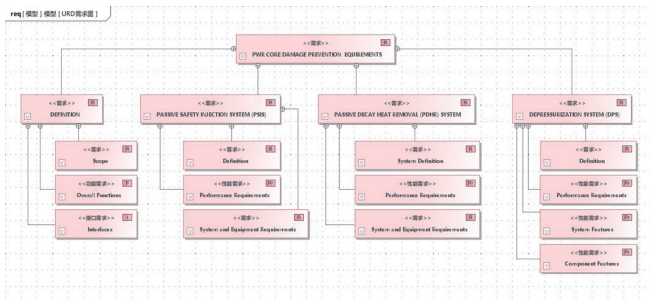 req [ 模型 ] 模型 [ URD需求图 ]
<<需求>> R
PWR CORE DAMAGE PREVENTION EQUIREMENTS
<<需求>> R
DEFINITION
<<需求>> R
Scope
<<功能需求>> F
Overall Functions
<<接口需求>> I
Interfaces
<<需求>> R
PASSIVE SAFETY INJECTION SYSTEM (PSIS)
<<需求>> R
Definition
<<性能需求>> Pr
Performance Requirements
<<需求>> R
System and Equipment Requirements
<<需求>> R
PASSIVE DECAY HEAT REMOVAL (PDHR) SYSTEM
<<需求>> R
System Definition
<<性能需求>> Pr
Performance Requirements
<<需求>> R
System and Equipment Requirements
<<需求>> R
DEPRESSURIZATION SYSTEM (DPS)
<<需求>> R
Definition
<<性能需求>> Pr
Performance Requirements
<<性能需求>> Pr
System Features
<<性能需求>> Pr
Component Features